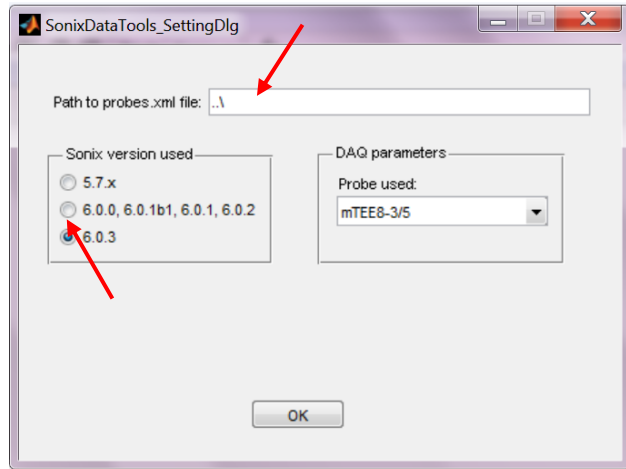 SonixDataTools_SettingDlg
Path to probes.xml file: ..\
Sonix version used
5.7.x
6.0.0, 6.0.1b1, 6.0.1, 6.0.2
6.0.3
DAQ parameters
Probe used:
mTEE8-3/5
OK